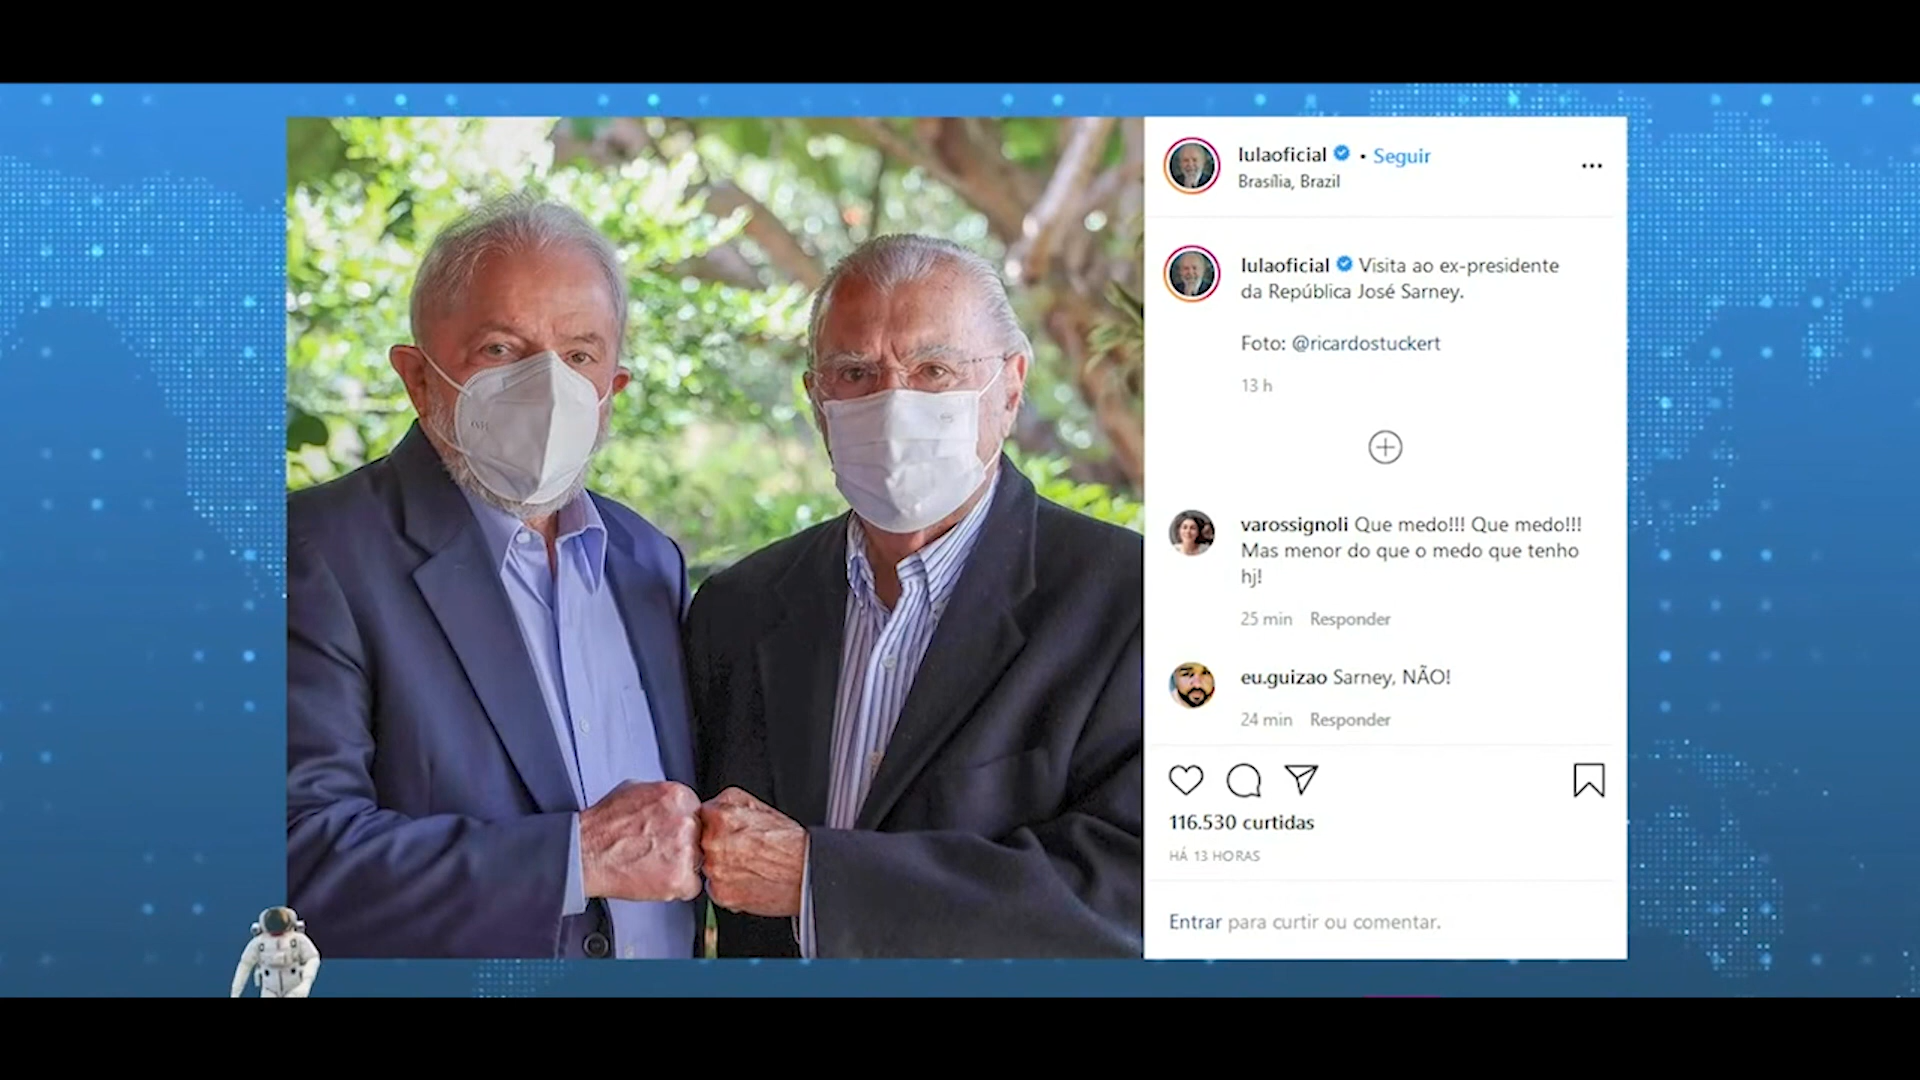 lulaoficial • Seguir
Brasília, Brazil
lulaoficial Visita ao ex-presidente
da República José Sarney.
Foto: @ricardostuckert
13 h
varossignoli Que medo!!! Que medo!!!
Mas menor do que o medo que tenho
hj!
25 min Responder
eu.guizao Sarney, NÃO!
24 min Responder
116.530 curtidas
HÁ 13 HORAS
Entrar para curtir ou comentar.